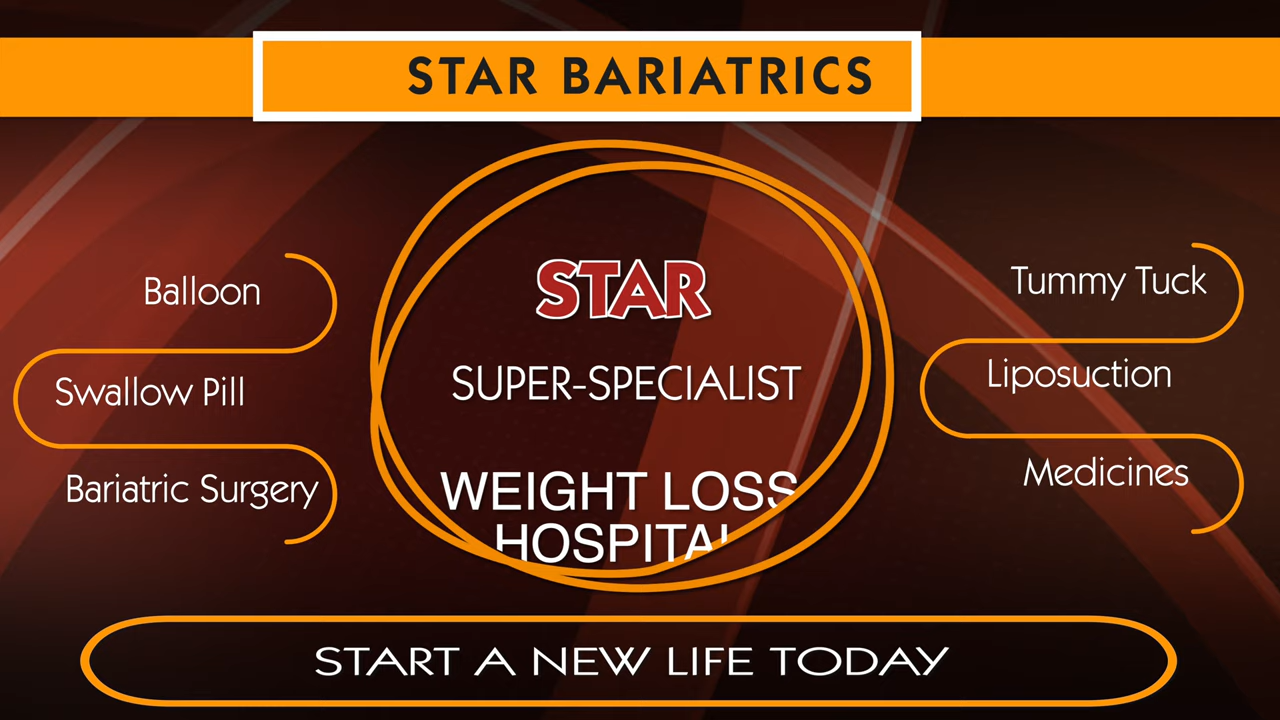 STAR BARIATRICS
Balloon
Swallow Pill
Bariatric Surgery
STAR
SUPER-SPECIALIST
WEIGHT LOSS
HOSPITAL
Tummy Tuck
Liposuction
Medicines
START A NEW LIFE TODAY